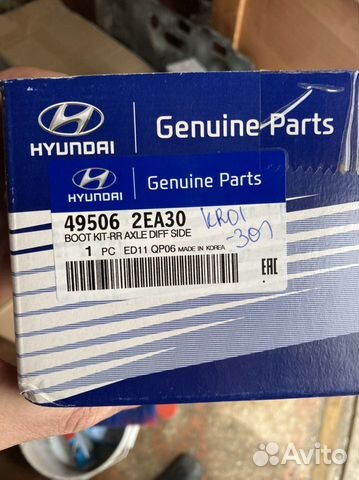 HYUNDAI
Genuine Parts
HYUNDAI
Genuine Parts
49506 2EA30
BOOT KIT-RR AXLE DIFF SIDE
1 PC ED11 QP06 MADE IN KOREA
EAC
Avito